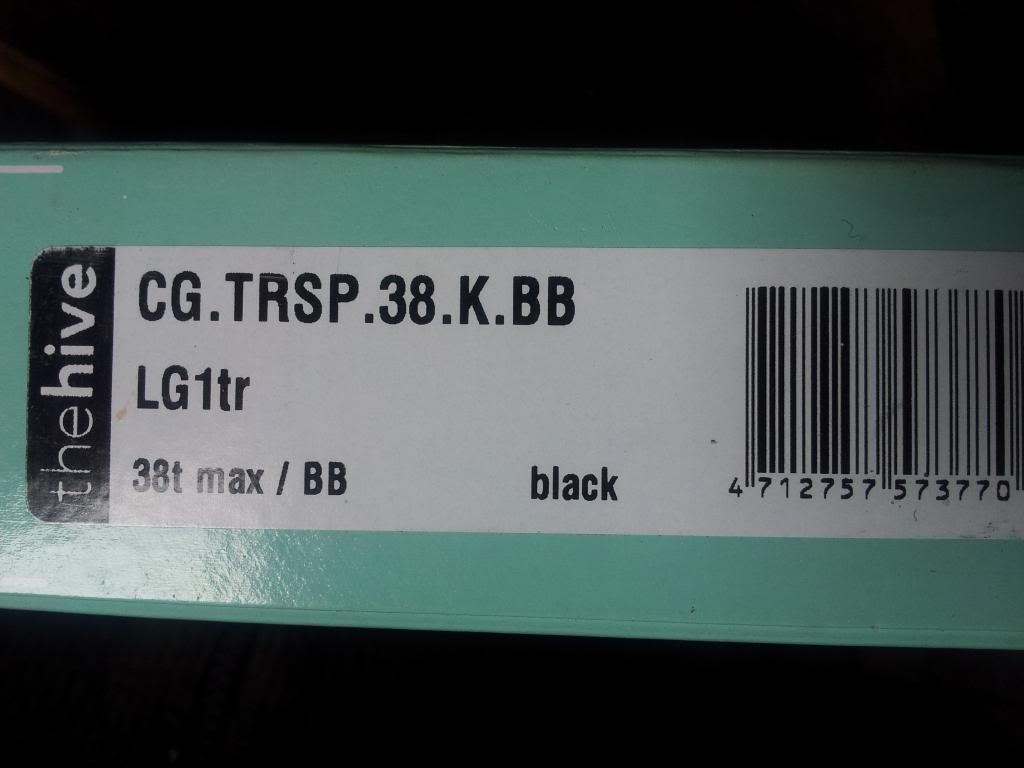 thehive
CG.TRSP.38.K.BB
LG1tr
38t max / BB
black
4 712757 573770